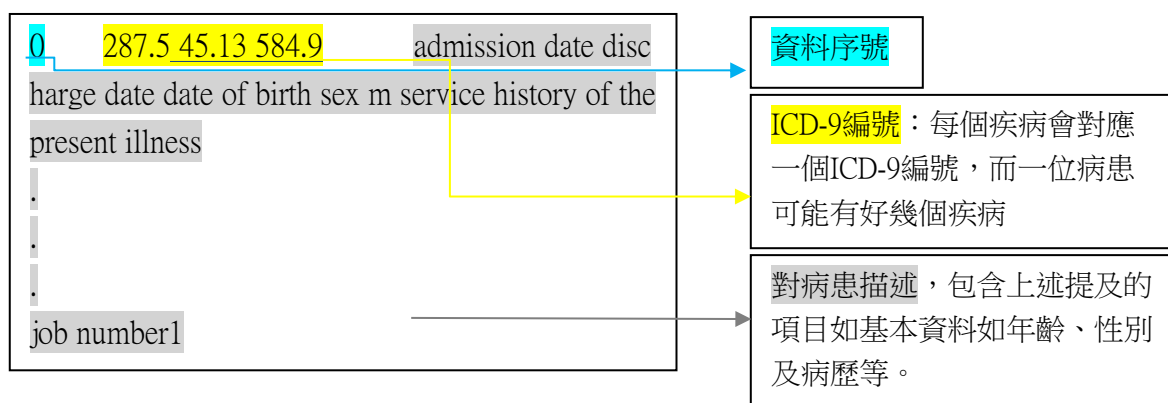 0 287.5 45.13 584.9 admission date disc
harge date date of birth sex m service history of the
present illness
.
.
.
job number1
資料序號
ICD-9編號：每個疾病會對應
一個ICD-9編號，而一位病患
可能有好幾個疾病
對病患描述，包含上述提及的
項目如基本資料如年齡、性別
及病歷等。